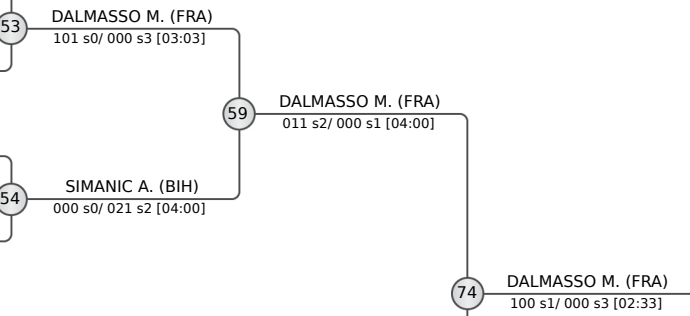 53
DALMASSO M. (FRA)
101 s0/ 000 s3 [03:03]
59
DALMASSO M. (FRA)
011 s2/ 000 s1 [04:00]
54
SIMANIC A. (BIH)
000 s0/ 021 s2 [04:00]
74
DALMASSO M. (FRA)
100 s1/ 000 s3 [02:33]